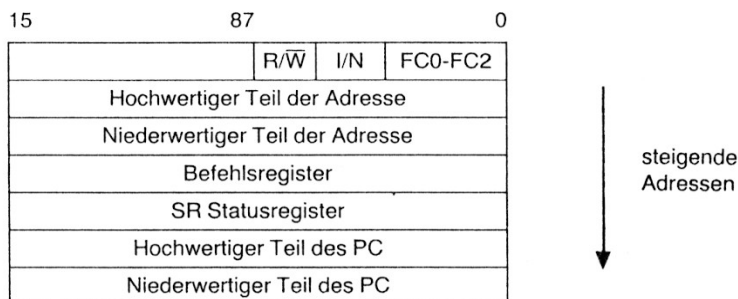 15 87 0
R/W̅ I/N FC0-FC2
Hochwertiger Teil der Adresse
Niederwertiger Teil der Adresse
Befehlsregister
SR Statusregister
Hochwertiger Teil des PC
Niederwertiger Teil des PC
steigende
Adressen